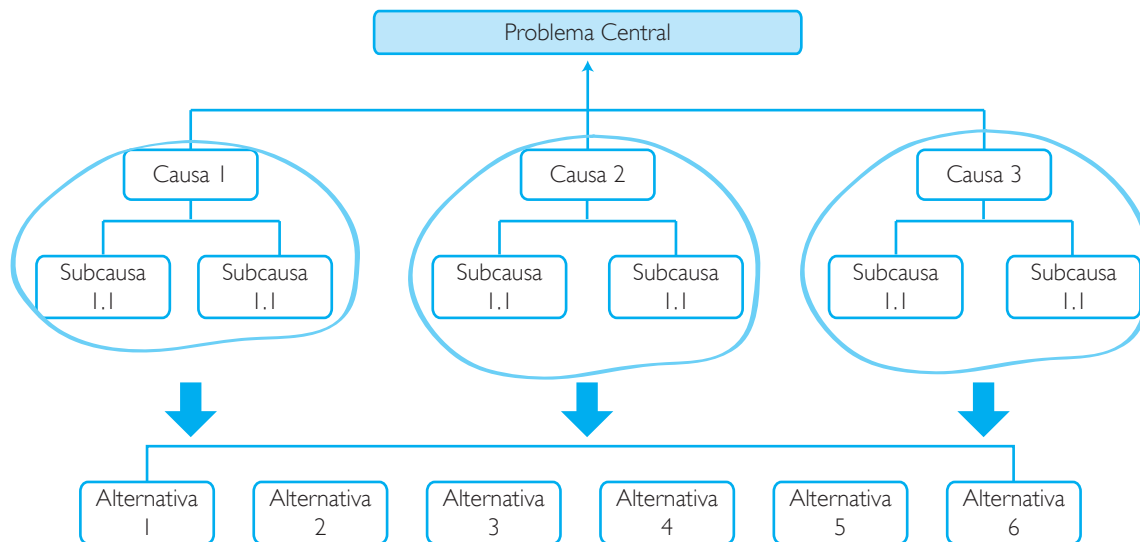 Problema Central
Causa 1
Causa 2
Causa 3
Subcausa
1.1
Subcausa
1.1
Subcausa
1.1
Subcausa
1.1
Subcausa
1.1
Subcausa
1.1
Alternativa
1
Alternativa
2
Alternativa
3
Alternativa
4
Alternativa
5
Alternativa
6